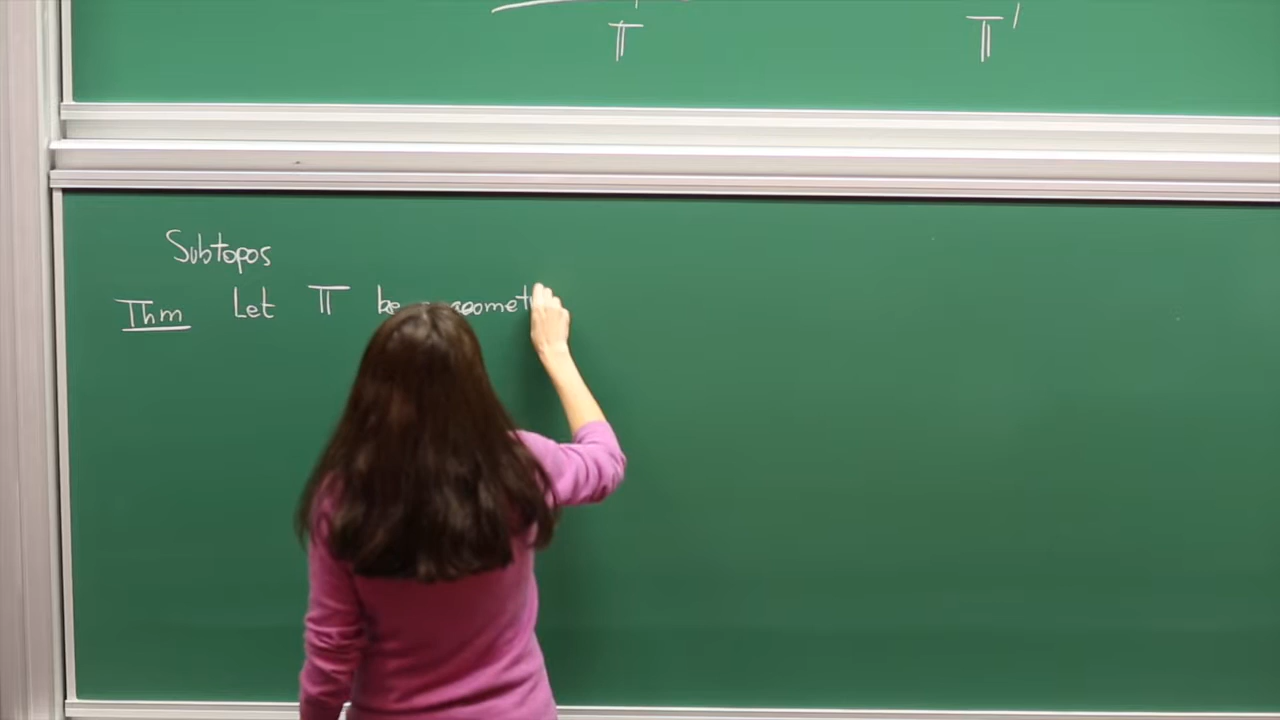 𝕋 𝕋'
Subtopos
Thm Let 𝕋 be